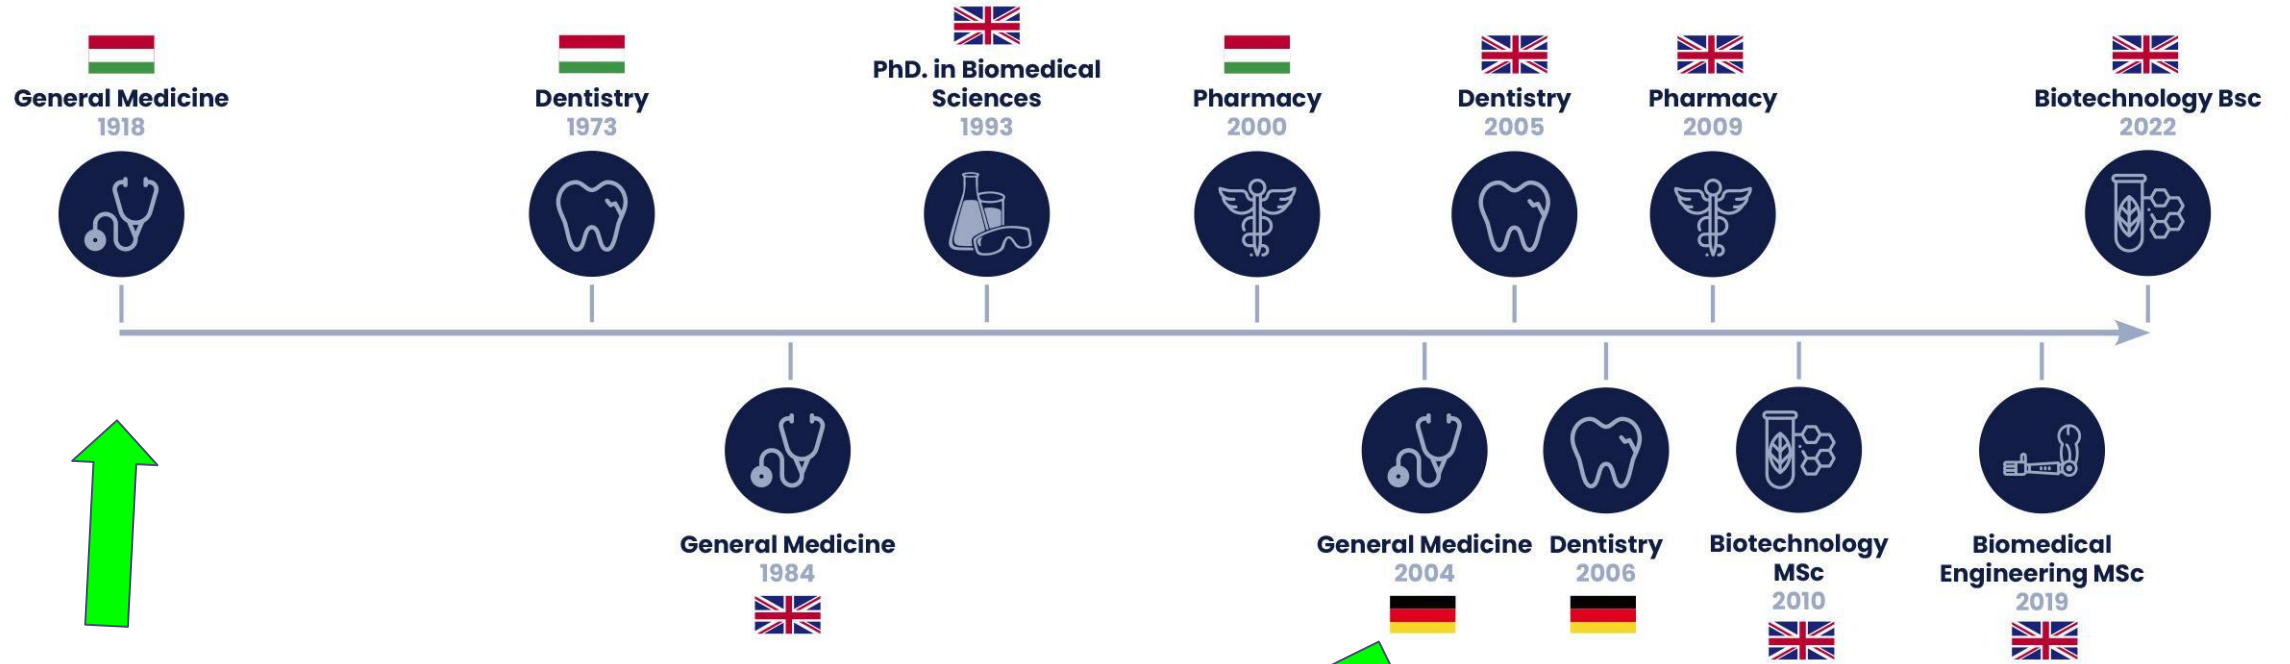 General Medicine
1918
Dentistry
1973
PhD. in Biomedical
Sciences
1993
Pharmacy
2000
Dentistry
2005
Pharmacy
2009
Biotechnology Bsc
2022
General Medicine
1984
General Medicine
2004
Dentistry
2006
Biotechnology
MSc
2010
Biomedical
Engineering MSc
2019